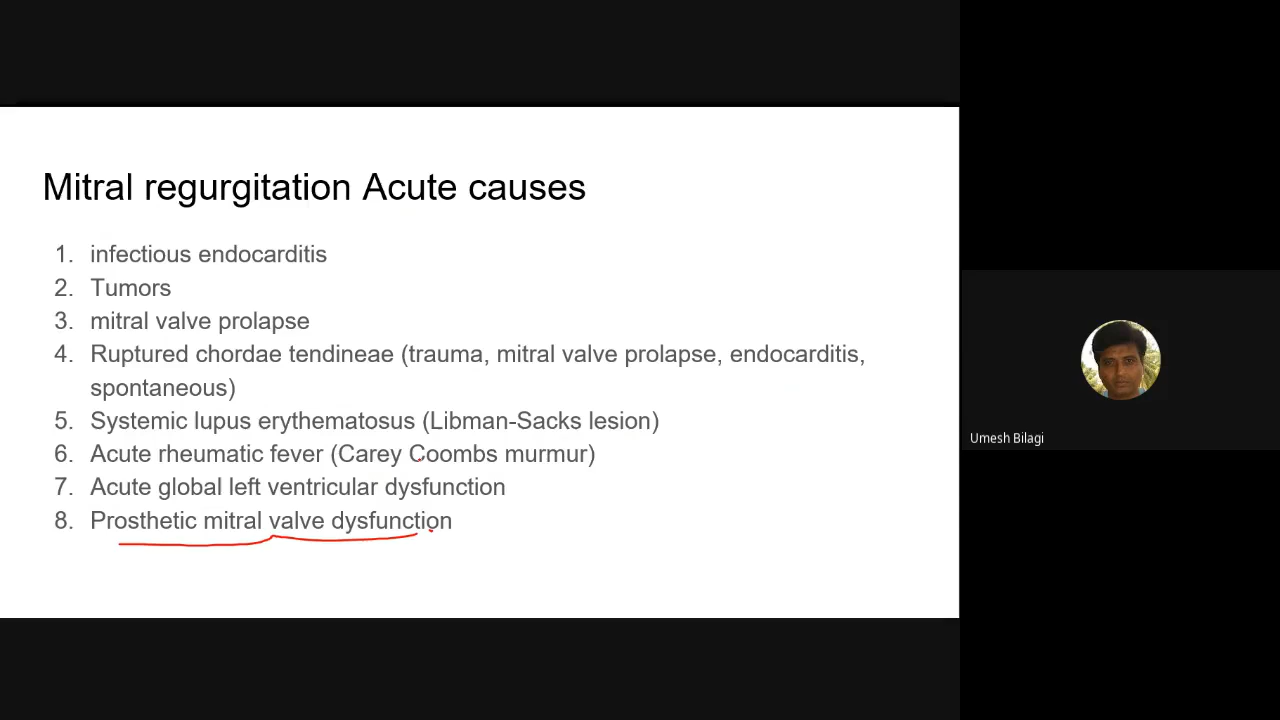 Mitral regurgitation Acute causes
1. infectious endocarditis
2. Tumors
3. mitral valve prolapse
4. Ruptured chordae tendineae (trauma, mitral valve prolapse, endocarditis,
spontaneous)
5. Systemic lupus erythematosus (Libman-Sacks lesion)
6. Acute rheumatic fever (Carey Coombs murmur)
7. Acute global left ventricular dysfunction
8. Prosthetic mitral valve dysfunction
Umesh Bilagi